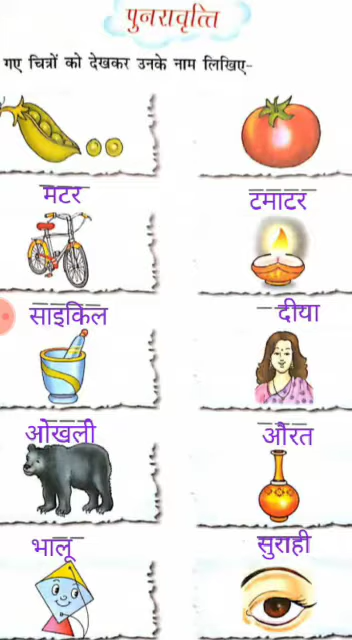 पुनरावृत्ति
गए चित्रों को देखकर उनके नाम लिखिए-
मटर
टमाटर
साइकिल
दीया
ओखली
औरत
भालू
सुराही